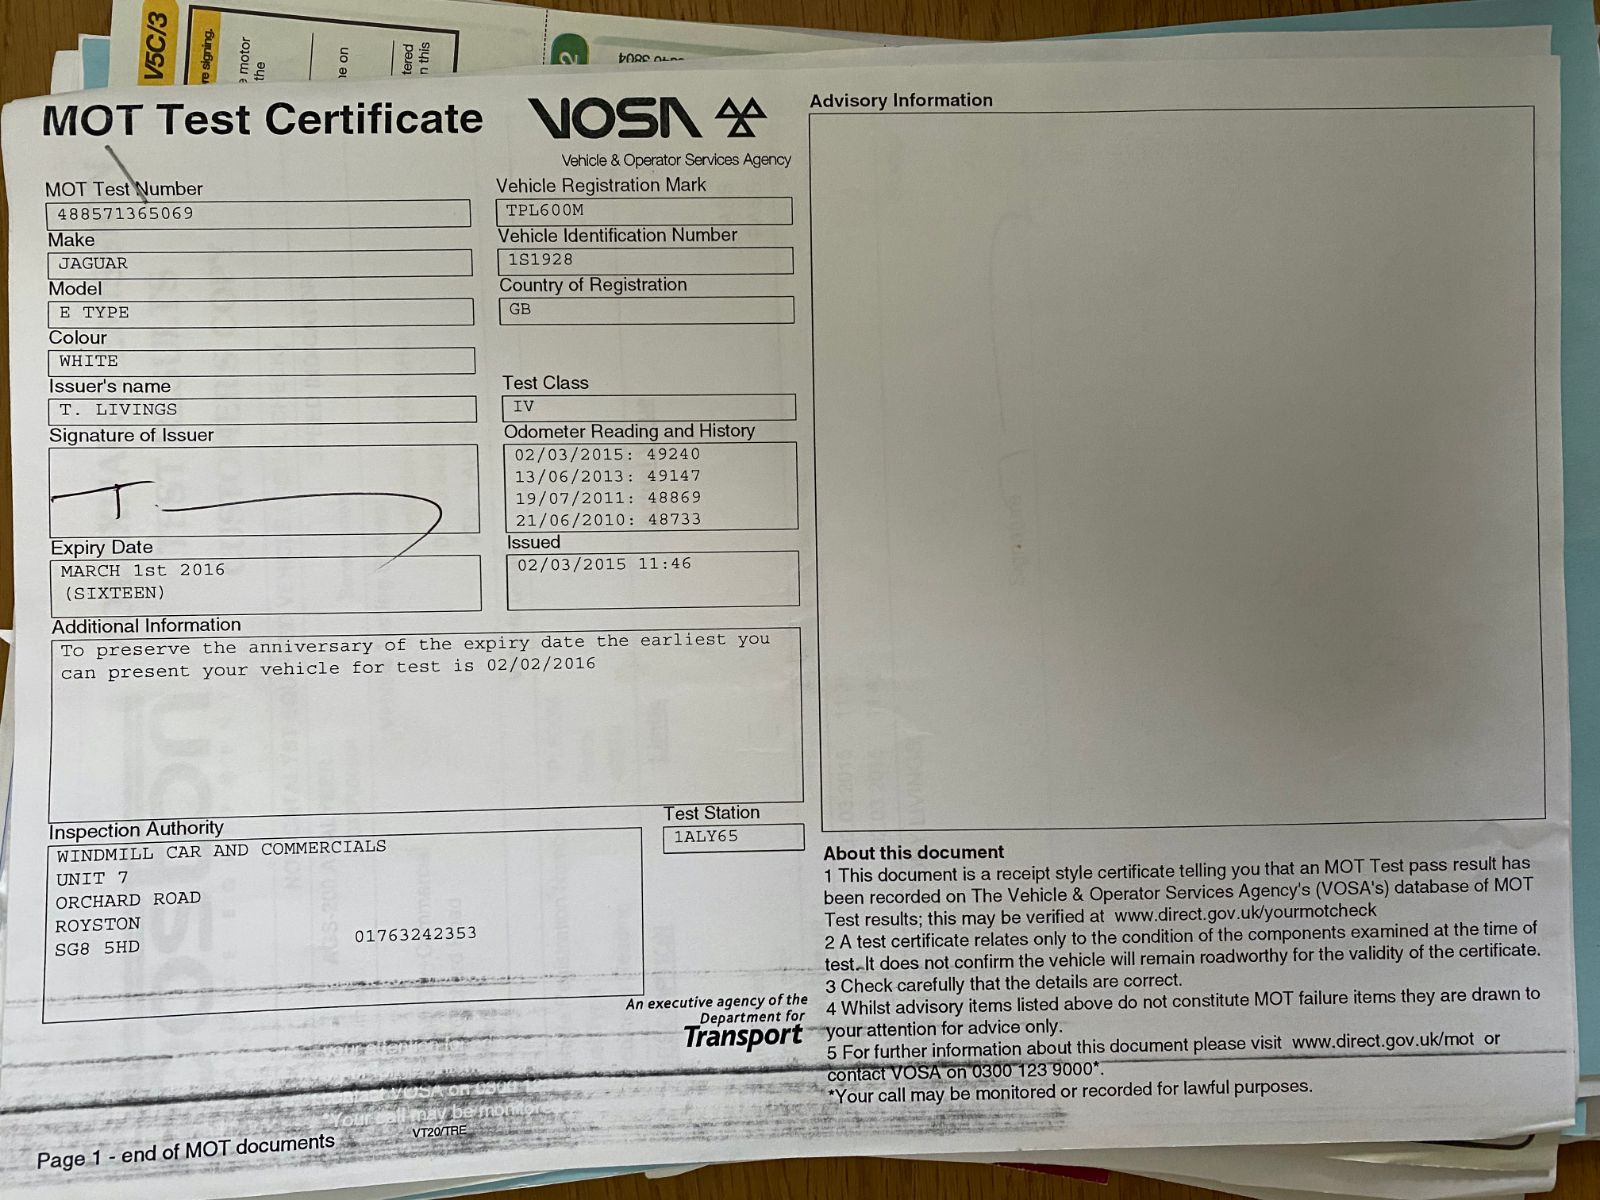 V5C/3
re signing.
e motor
the
e on
tered
n this
2
MOT Test Certificate
VOSA
Vehicle & Operator Services Agency
MOT Test Number
488571365069
Make
JAGUAR
Model
E TYPE
Colour
WHITE
Issuer's name
T. LIVINGS
Signature of Issuer
T.
Expiry Date
MARCH 1st 2016
(SIXTEEN)
Vehicle Registration Mark
TPL600M
Vehicle Identification Number
1S1928
Country of Registration
GB
Test Class
IV
Odometer Reading and History
02/03/2015: 49240
13/06/2013: 49147
19/07/2011: 48869
21/06/2010: 48733
Issued
02/03/2015 11:46
Additional Information
To preserve the anniversary of the expiry date the earliest you
can present your vehicle for test is 02/02/2016
Inspection Authority
WINDMILL CAR AND COMMERCIALS
UNIT 7
ORCHARD ROAD
ROYSTON
SG8 5HD 01763242353
Test Station
1ALY65
An executive agency of the
Department for
Transport
Page 1 - end of MOT documents
VT20/TRE
Advisory Information
About this document
1 This document is a receipt style certificate telling you that an MOT Test pass result has
been recorded on The Vehicle & Operator Services Agency's (VOSA's) database of MOT
Test results; this may be verified at www.direct.gov.uk/yourmotcheck
2 A test certificate relates only to the condition of the components examined at the time of
test. It does not confirm the vehicle will remain roadworthy for the validity of the certificate.
3 Check carefully that the details are correct.
4 Whilst advisory items listed above do not constitute MOT failure items they are drawn to
your attention for advice only.
5 For further information about this document please visit www.direct.gov.uk/mot or
contact VOSA on 0300 123 9000*.
*Your call may be monitored or recorded for lawful purposes.